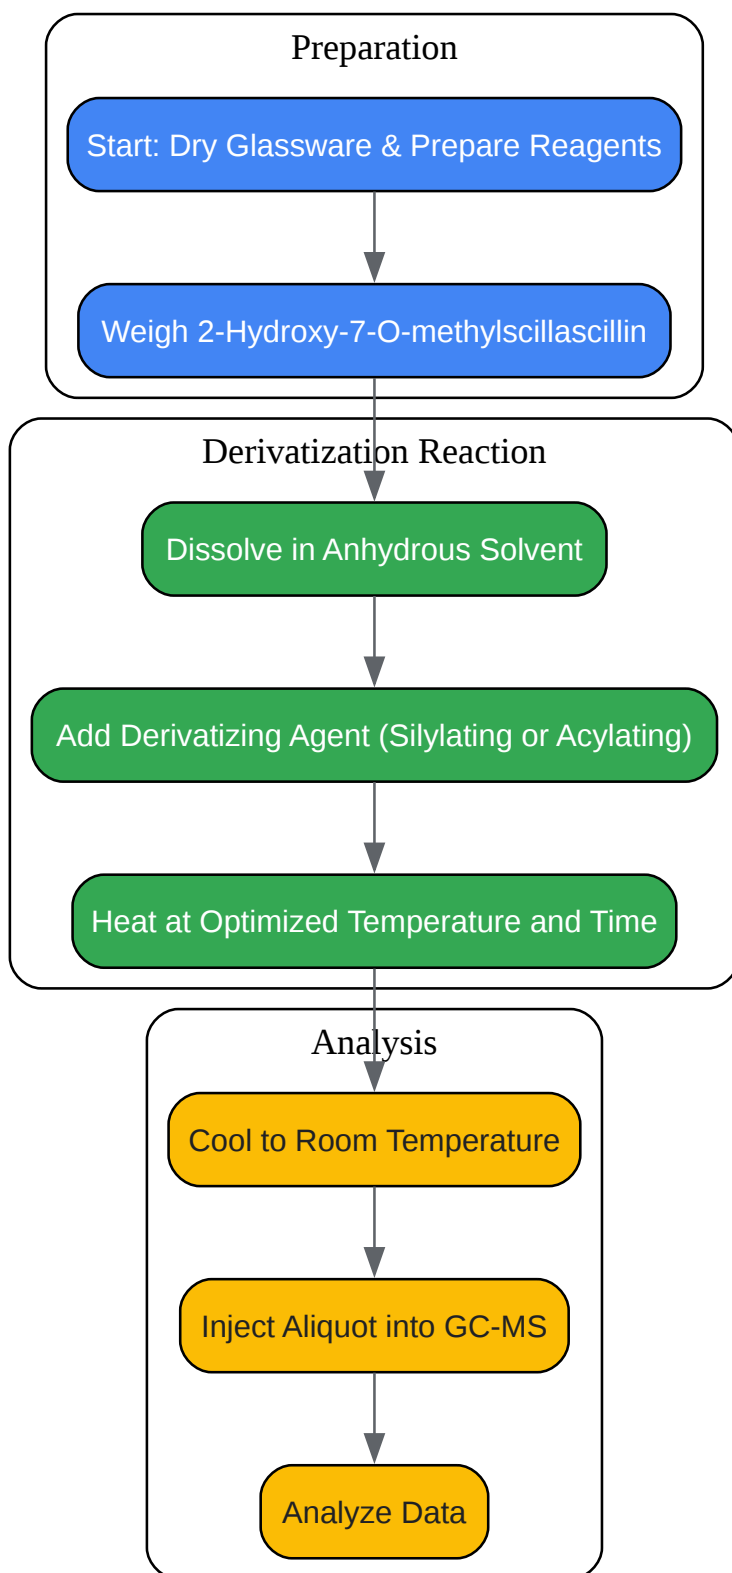 Preparation
Start: Dry Glassware & Prepare Reagents
Weigh 2-Hydroxy-7-O-methylscillascillin
Derivatization Reaction
Dissolve in Anhydrous Solvent
Add Derivatizing Agent (Silylating or Acylating)
Heat at Optimized Temperature and Time
Analysis
Cool to Room Temperature
Inject Aliquot into GC-MS
Analyze Data